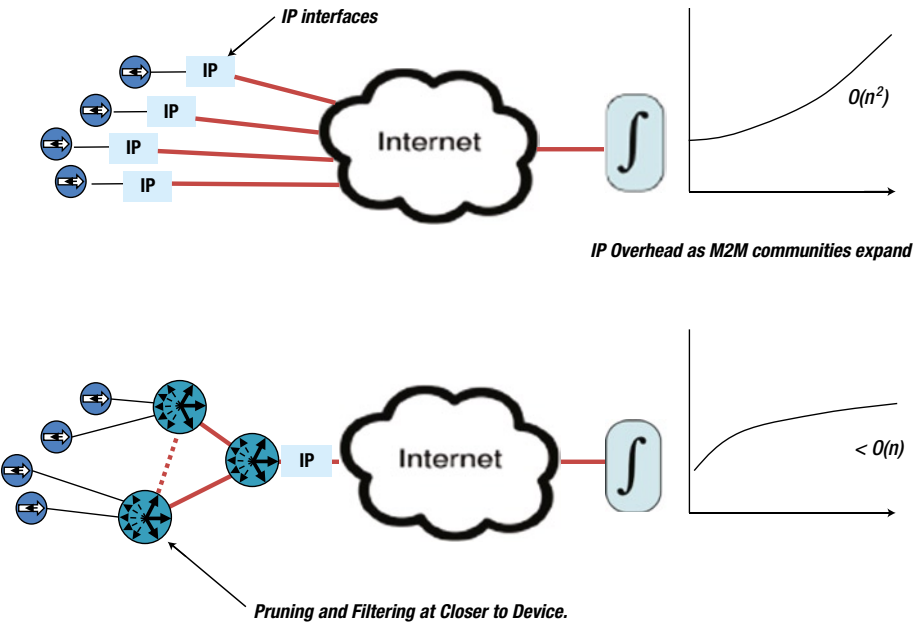 IP interfaces
IP
IP
IP
IP
Internet
∫
O(n²)
IP Overhead as M2M communities expand
IP
Internet
∫
< O(n)
Pruning and Filtering at Closer to Device.